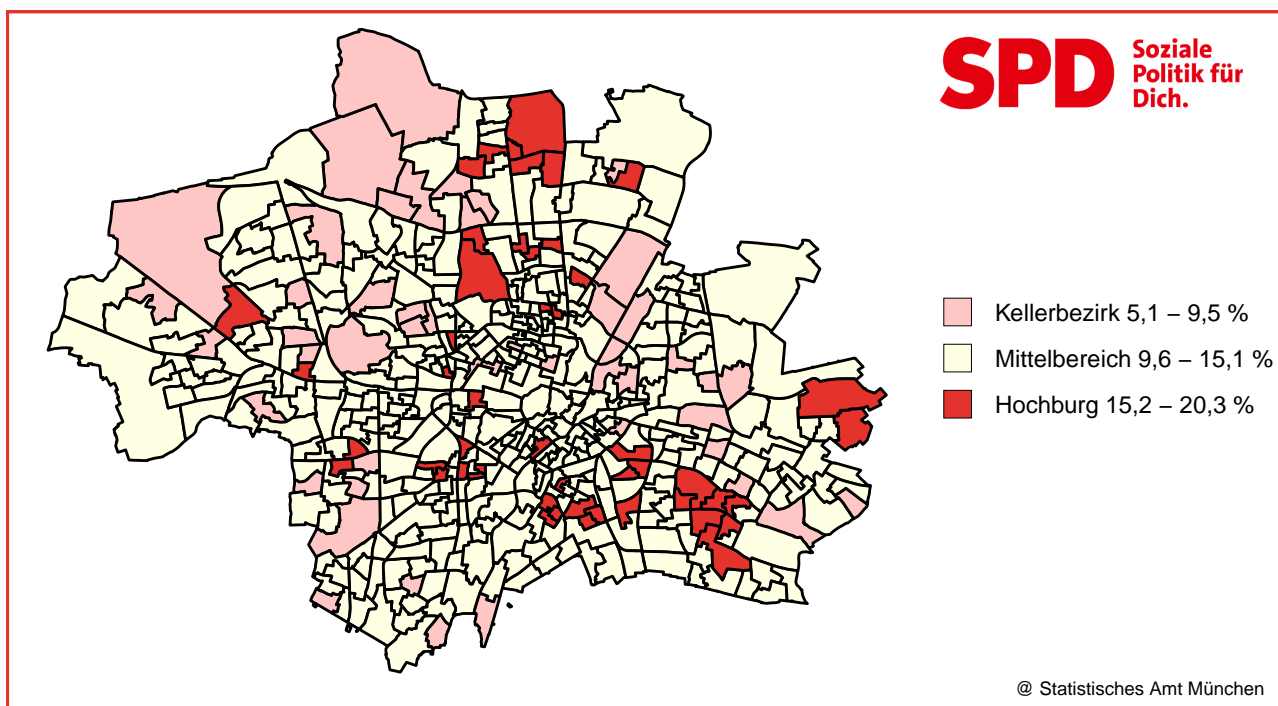 SPD
Soziale
Politik für
Dich.
Kellerbezirk 5,1 – 9,5 %
Mittelbereich 9,6 – 15,1 %
Hochburg 15,2 – 20,3 %
@ Statistisches Amt München